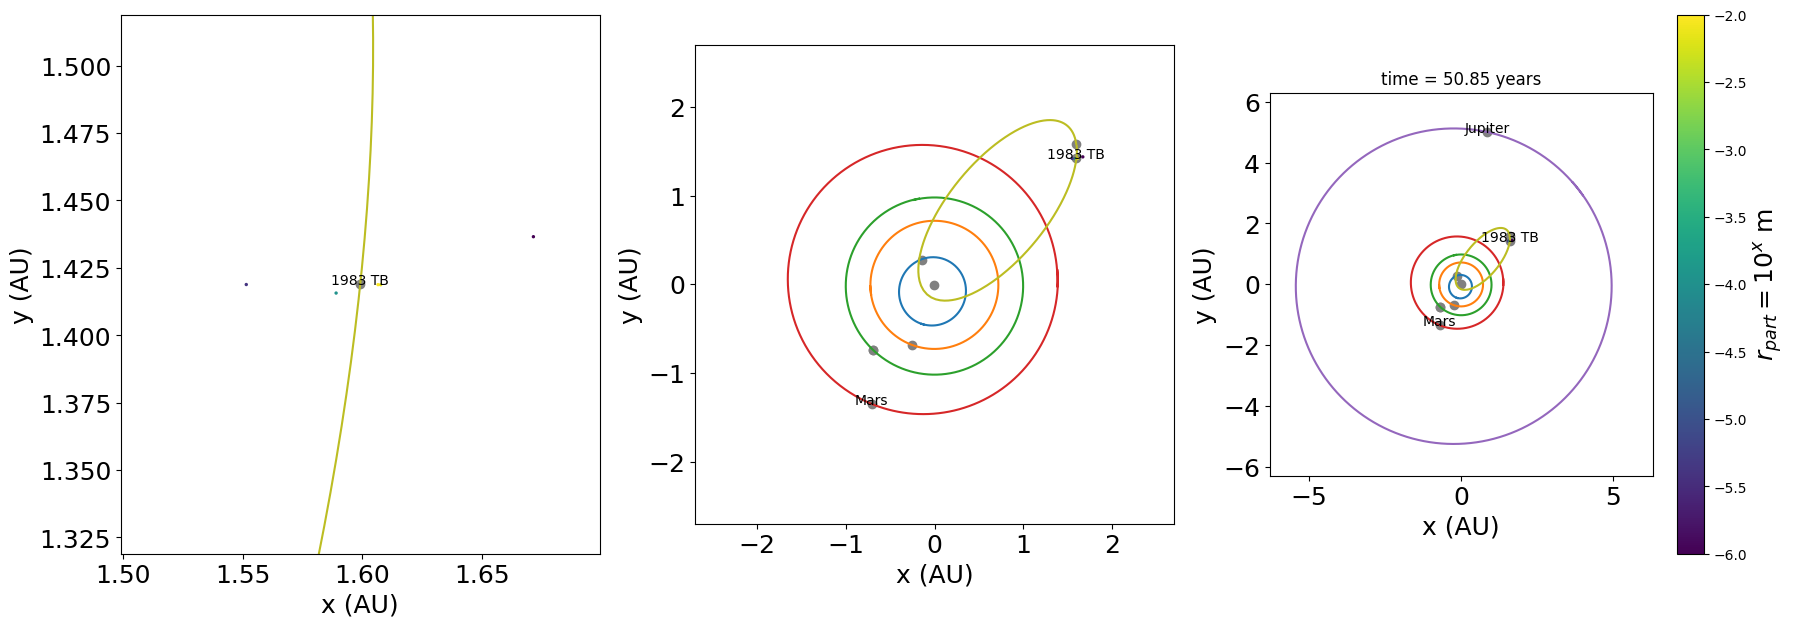 1.500
1.475
1.450
1.425
1.400
1.375
1.350
1.325
y (AU)
1983 TB
1.50 1.55 1.60 1.65
x (AU)
2
1
0
−1
−2
y (AU)
1983 TB
Mars
−2 −1 0 1 2
x (AU)
time = 50.85 years
6
4
2
0
−2
−4
−6
y (AU)
Jupiter
1983 TB
Mars
−5 0 5
x (AU)
−2.0
−2.5
−3.0
−3.5
−4.0
−4.5
−5.0
−5.5
−6.0
r_{part} = 10^x m